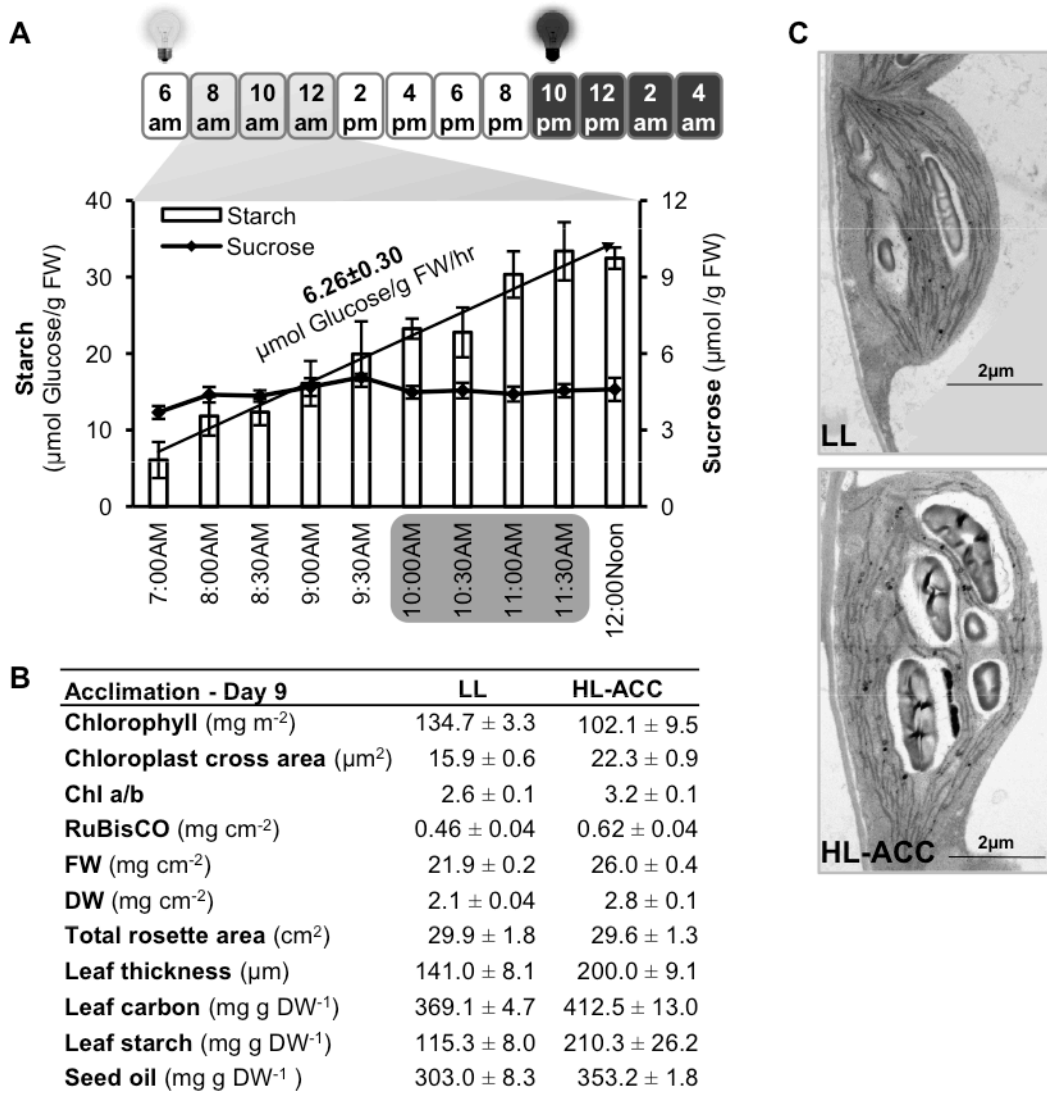 A
6 am
8 am
10 am
12 am
2 pm
4 pm
6 pm
8 pm
10 pm
12 pm
2 am
4 am
40
30
20
10
0
Starch
(µmol Glucose/g FW)
Starch
Sucrose
6.26±0.30
µmol Glucose/g FW/hr
12
9
6
3
0
Sucrose (µmol /g FW)
7:00AM
8:00AM
8:30AM
9:00AM
9:30AM
10:00AM
10:30AM
11:00AM
11:30AM
12:00Noon
B
Acclimation - Day 9 LL HL-ACC
Chlorophyll (mg m⁻²) 134.7 ± 3.3 102.1 ± 9.5
Chloroplast cross area (µm²) 15.9 ± 0.6 22.3 ± 0.9
Chl a/b 2.6 ± 0.1 3.2 ± 0.1
RuBisCO (mg cm⁻²) 0.46 ± 0.04 0.62 ± 0.04
FW (mg cm⁻²) 21.9 ± 0.2 26.0 ± 0.4
DW (mg cm⁻²) 2.1 ± 0.04 2.8 ± 0.1
Total rosette area (cm²) 29.9 ± 1.8 29.6 ± 1.3
Leaf thickness (µm) 141.0 ± 8.1 200.0 ± 9.1
Leaf carbon (mg g DW⁻¹) 369.1 ± 4.7 412.5 ± 13.0
Leaf starch (mg g DW⁻¹) 115.3 ± 8.0 210.3 ± 26.2
Seed oil (mg g DW⁻¹ ) 303.0 ± 8.3 353.2 ± 1.8
C
2µm
LL
2µm
HL-ACC